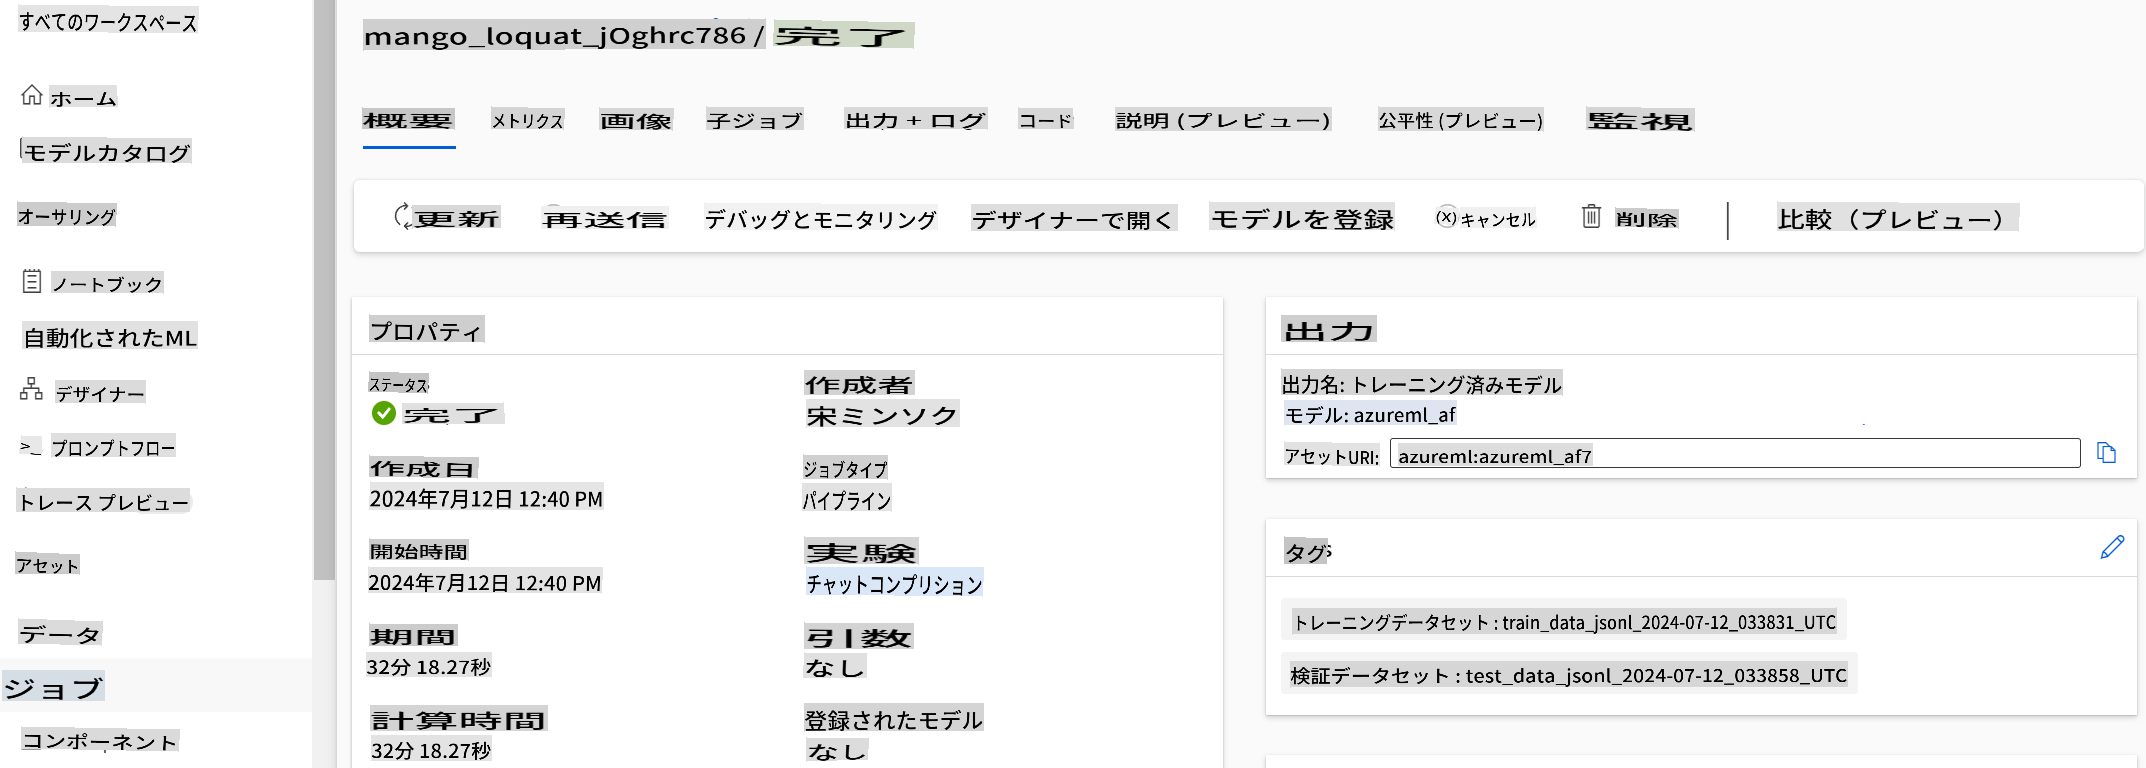 すべてのワークスペース
ホーム
モデルカタログ
オーサリング
ノートブック
自動化されたML
デザイナー
>_ プロンプトフロー
トレース プレビュー
アセット
データ
ジョブ
コンポーネント
mango_loquat_jOghrc786 / 完了
概要 メトリクス 画像 子ジョブ 出力 + ログ コード 説明 (プレビュー) 公平性 (プレビュー) 監視
更新 再送信 デバッグとモニタリング デザイナーで開く モデルを登録 キャンセル 削除 比較（プレビュー）
プロパティ
ステータス
完了
作成日
2024年7月12日 12:40 PM
開始時間
2024年7月12日 12:40 PM
期間
32分 18.27秒
計算時間
32分 18.27秒
作成者
宋ミンソク
ジョブタイプ
パイプライン
実験
チャットコンプリション
引数
なし
登録されたモデル
なし
出力
出力名: トレーニング済みモデル
モデル: azureml_af
アセットURI: azureml:azureml_af7
タグs
トレーニングデータセット : train_data_jsonl_2024-07-12_033831_UTC
検証データセット : test_data_jsonl_2024-07-12_033858_UTC